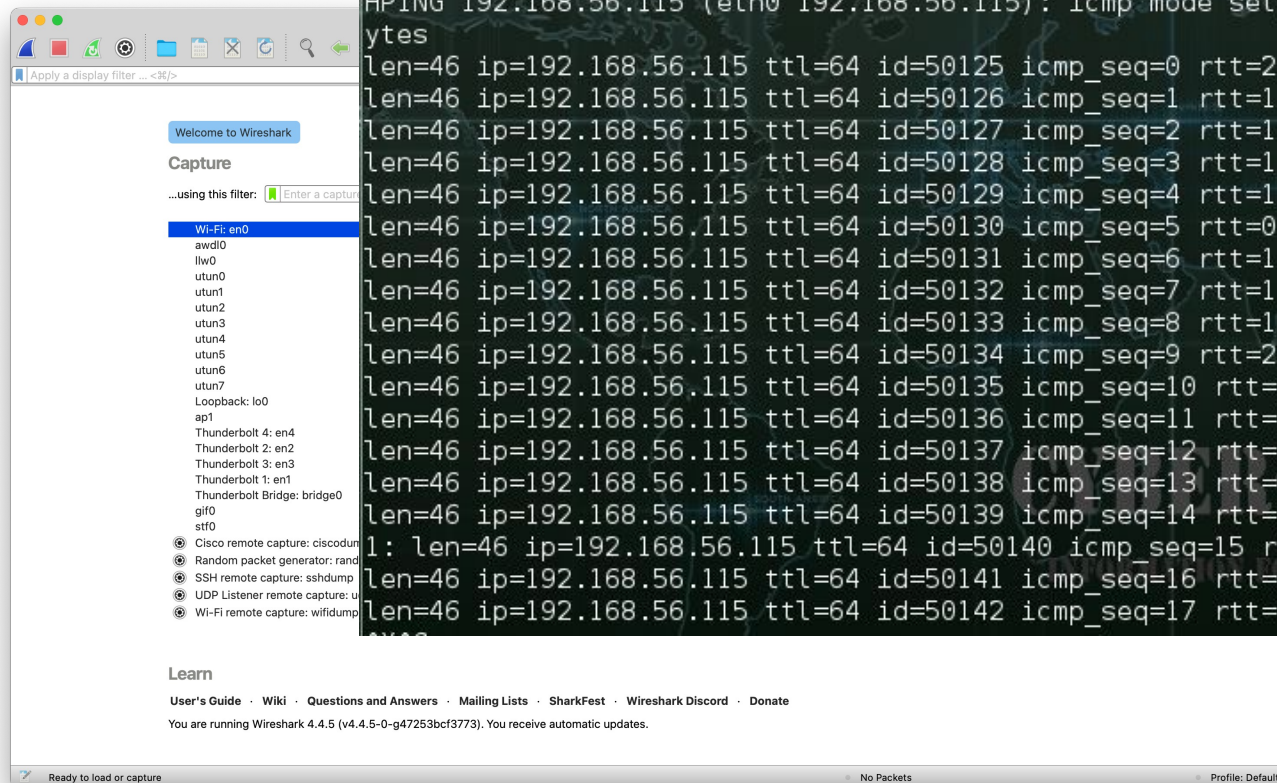 Apply a display filter ... <⌘/>
Welcome to Wireshark
Capture
...using this filter: Enter a capture
Wi-Fi: en0
awdl0
llw0
utun0
utun1
utun2
utun3
utun4
utun5
utun6
utun7
Loopback: lo0
ap1
Thunderbolt 4: en4
Thunderbolt 2: en2
Thunderbolt 3: en3
Thunderbolt 1: en1
Thunderbolt Bridge: bridge0
gif0
stf0
Cisco remote capture: ciscodum
Random packet generator: rand
SSH remote capture: sshdump
UDP Listener remote capture: u
Wi-Fi remote capture: wifidump
HPING 192.168.56.115 (eth0 192.168.56.115): icmp mode set
ytes
len=46 ip=192.168.56.115 ttl=64 id=50125 icmp_seq=0 rtt=2
len=46 ip=192.168.56.115 ttl=64 id=50126 icmp_seq=1 rtt=1
len=46 ip=192.168.56.115 ttl=64 id=50127 icmp_seq=2 rtt=1
len=46 ip=192.168.56.115 ttl=64 id=50128 icmp_seq=3 rtt=1
len=46 ip=192.168.56.115 ttl=64 id=50129 icmp_seq=4 rtt=1
len=46 ip=192.168.56.115 ttl=64 id=50130 icmp_seq=5 rtt=0
len=46 ip=192.168.56.115 ttl=64 id=50131 icmp_seq=6 rtt=1
len=46 ip=192.168.56.115 ttl=64 id=50132 icmp_seq=7 rtt=1
len=46 ip=192.168.56.115 ttl=64 id=50133 icmp_seq=8 rtt=1
len=46 ip=192.168.56.115 ttl=64 id=50134 icmp_seq=9 rtt=2
len=46 ip=192.168.56.115 ttl=64 id=50135 icmp_seq=10 rtt=
len=46 ip=192.168.56.115 ttl=64 id=50136 icmp_seq=11 rtt=
len=46 ip=192.168.56.115 ttl=64 id=50137 icmp_seq=12 rtt=
len=46 ip=192.168.56.115 ttl=64 id=50138 icmp_seq=13 rtt=
len=46 ip=192.168.56.115 ttl=64 id=50139 icmp_seq=14 rtt=
1: len=46 ip=192.168.56.115 ttl=64 id=50140 icmp_seq=15 r
len=46 ip=192.168.56.115 ttl=64 id=50141 icmp_seq=16 rtt=
len=46 ip=192.168.56.115 ttl=64 id=50142 icmp_seq=17 rtt=
NORTH AMERICA
SOUTH AMERICA
CYBER
Learn
User's Guide · Wiki · Questions and Answers · Mailing Lists · SharkFest · Wireshark Discord · Donate
You are running Wireshark 4.4.5 (v4.4.5-0-g47253bcf3773). You receive automatic updates.
Ready to load or capture
No Packets
Profile: Default